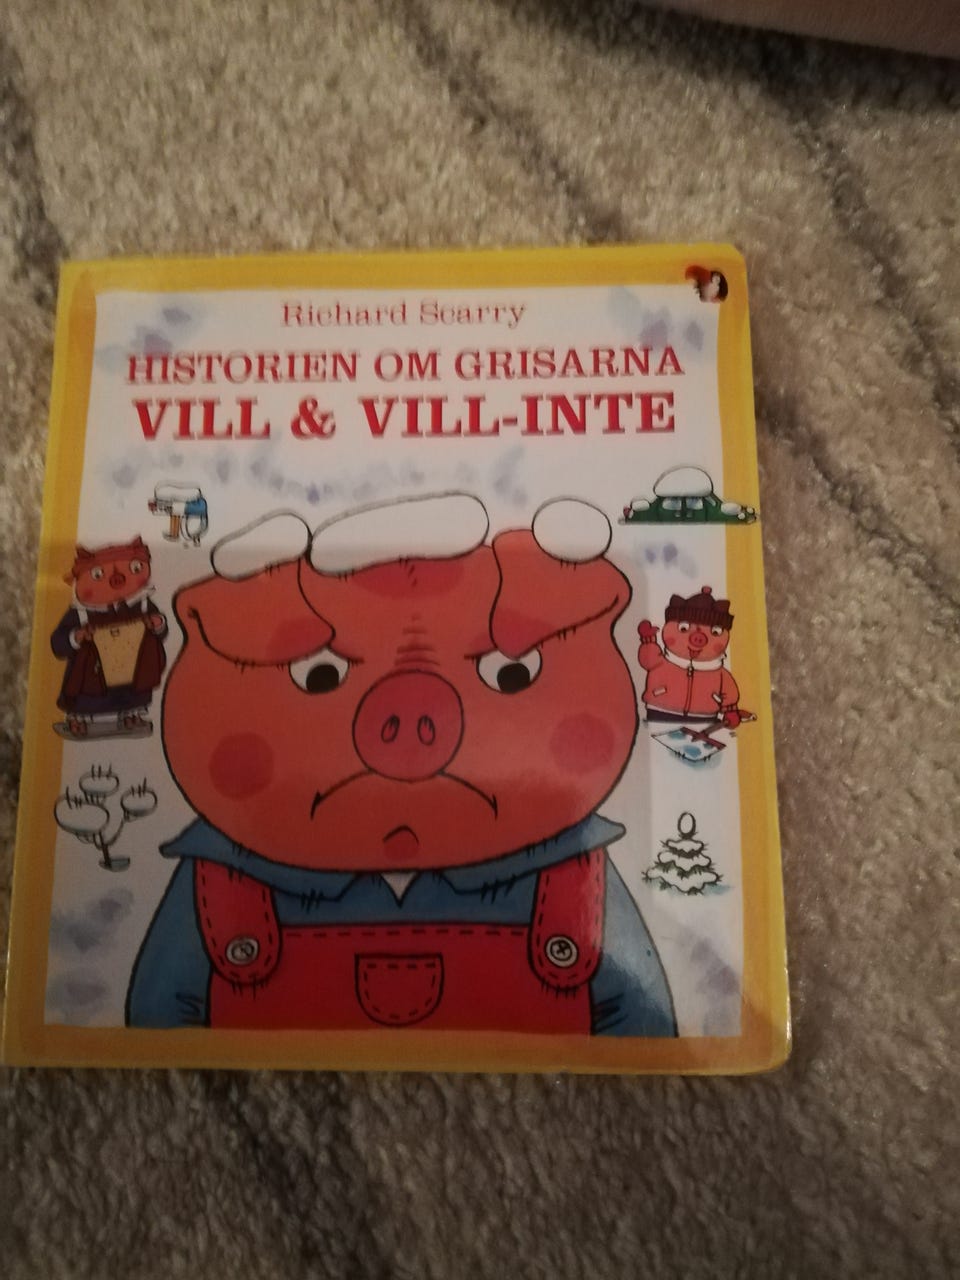 Richard Scarry
HISTORIEN OM GRISARNA
VILL & VILL-INTE